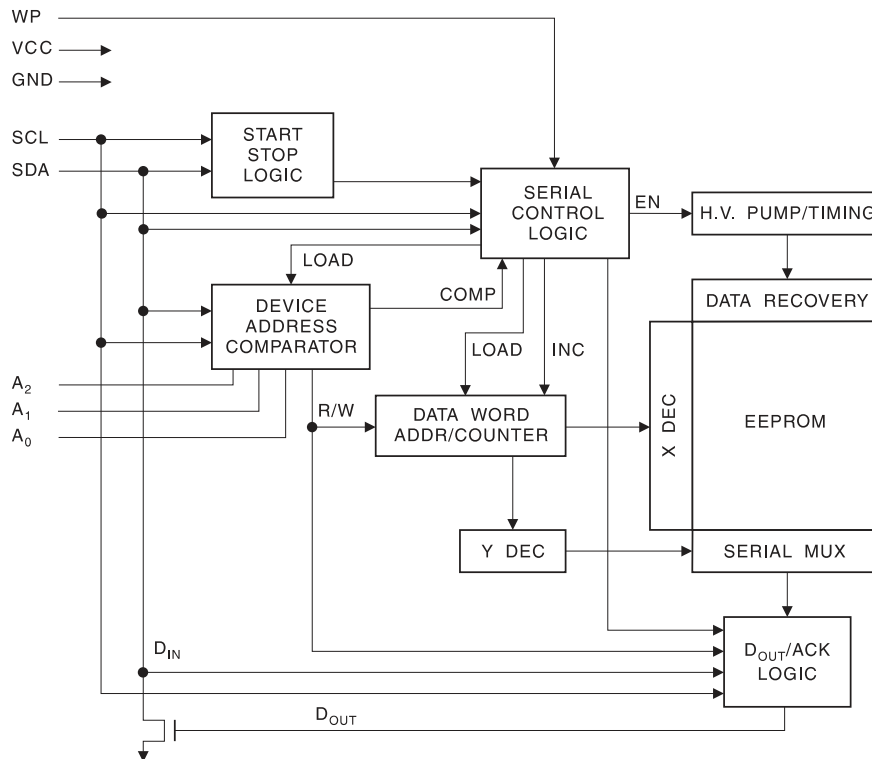 WP
VCC
GND
SCL
SDA
START
STOP
LOGIC
SERIAL
CONTROL
LOGIC
EN
H.V. PUMP/TIMING
LOAD
COMP
DATA RECOVERY
DEVICE
ADDRESS
COMPARATOR
LOAD
INC
A2
A1
A0
R/W
DATA WORD
ADDR/COUNTER
X DEC
EEPROM
Y DEC
SERIAL MUX
DIN
DOUT/ACK
LOGIC
DOUT